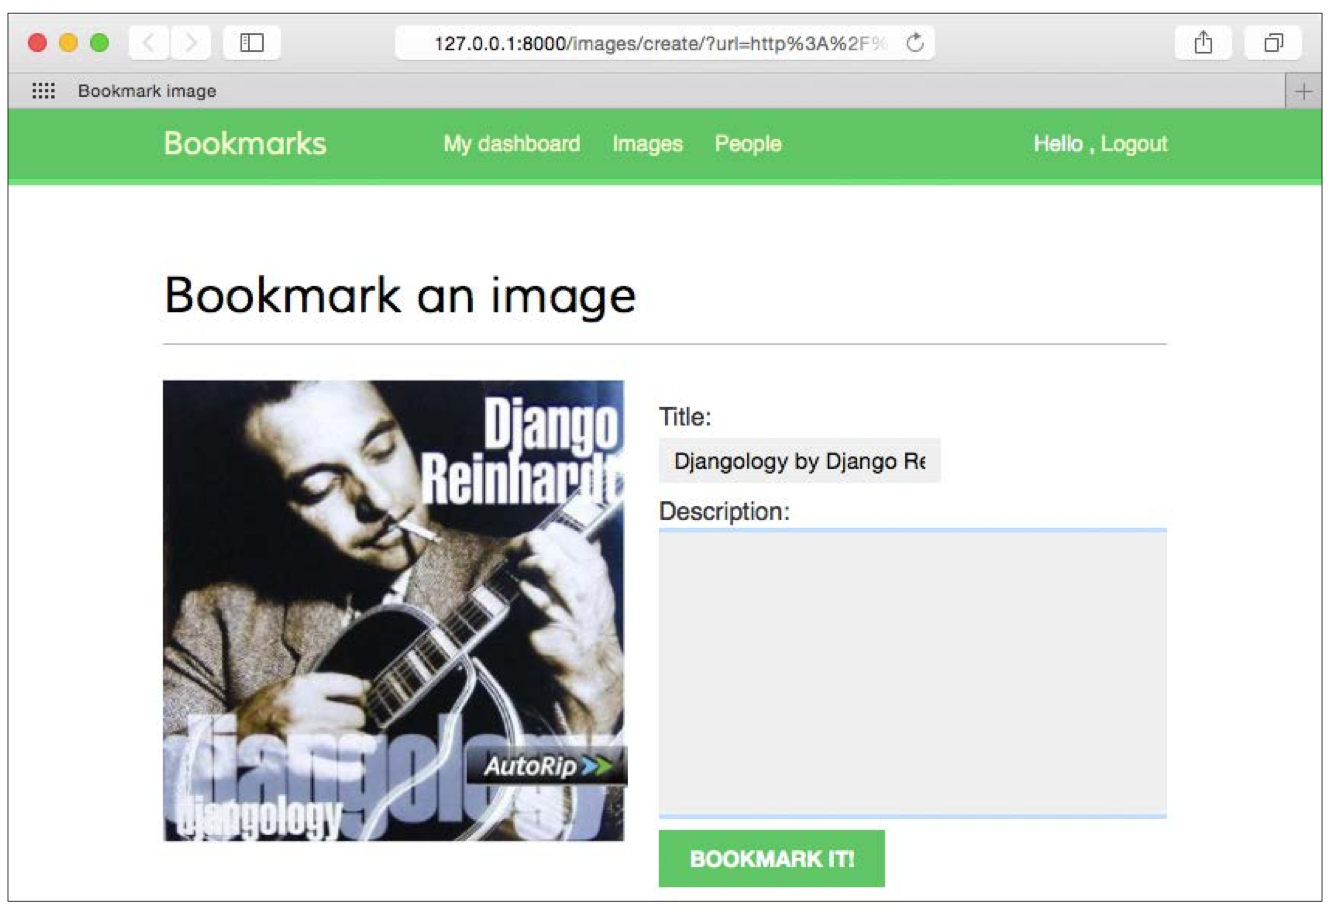 127.0.0.1:8000/images/create/?url=http%3A%2F%
Bookmark image
Bookmarks My dashboard Images People Hello , Logout
Bookmark an image
Django
Reinhardt
djangology
AutoRip
djangology
Title:
Djangology by Django Re
Description:
BOOKMARK IT!